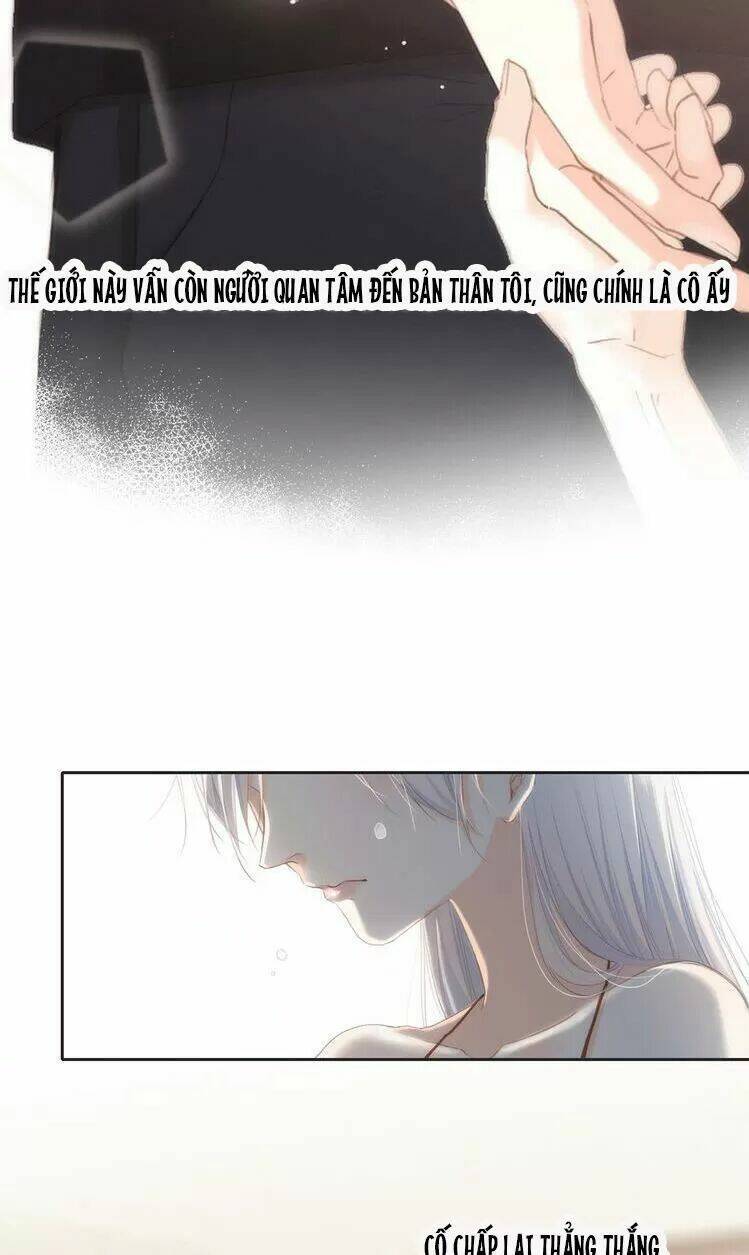 THẾ GIỚI NÀY VẪN CÒN NGƯỜI QUAN TÂM ĐẾN BẢN THÂN TÔI, CŨNG CHÍNH LÀ CÔ ẤY
CỐ CHẤP LẠI THẲNG THẮNG